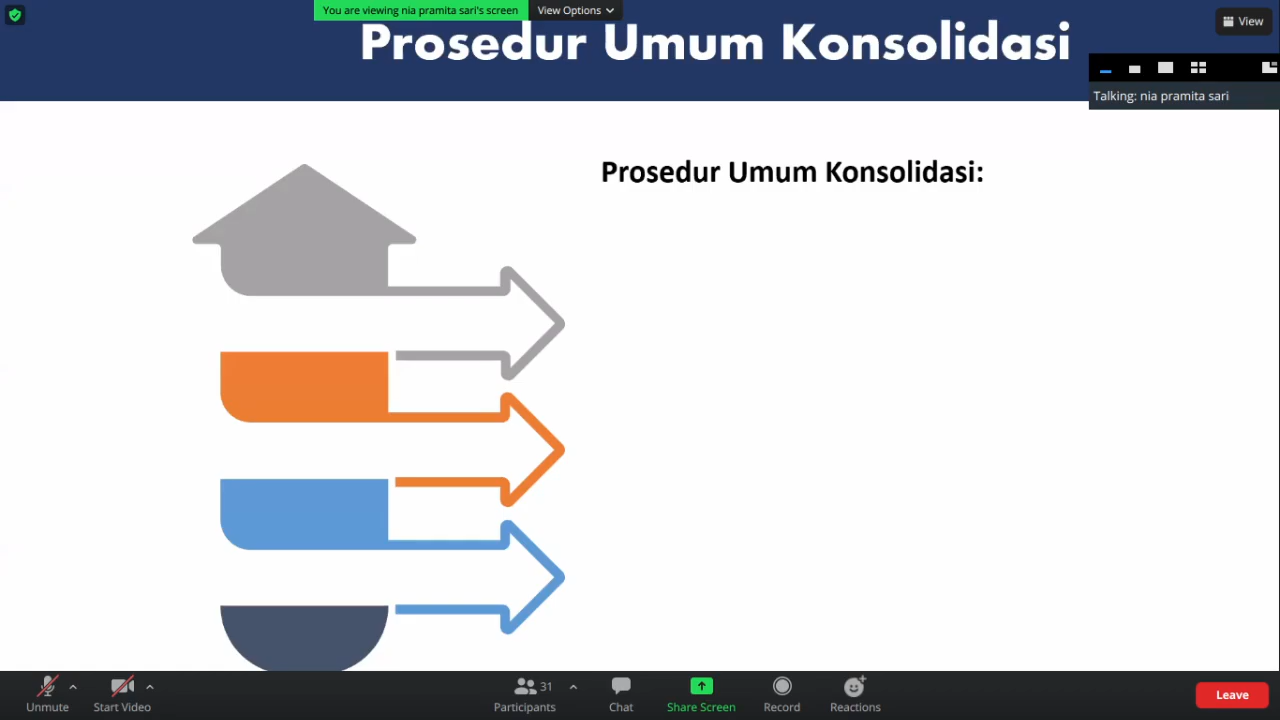 You are viewing nia pramita sari's screen
View Options
View
Prosedur Umum Konsolidasi
Talking: nia pramita sari
Prosedur Umum Konsolidasi:
Unmute
Start Video
31
Participants
Chat
Share Screen
Record
Reactions
Leave